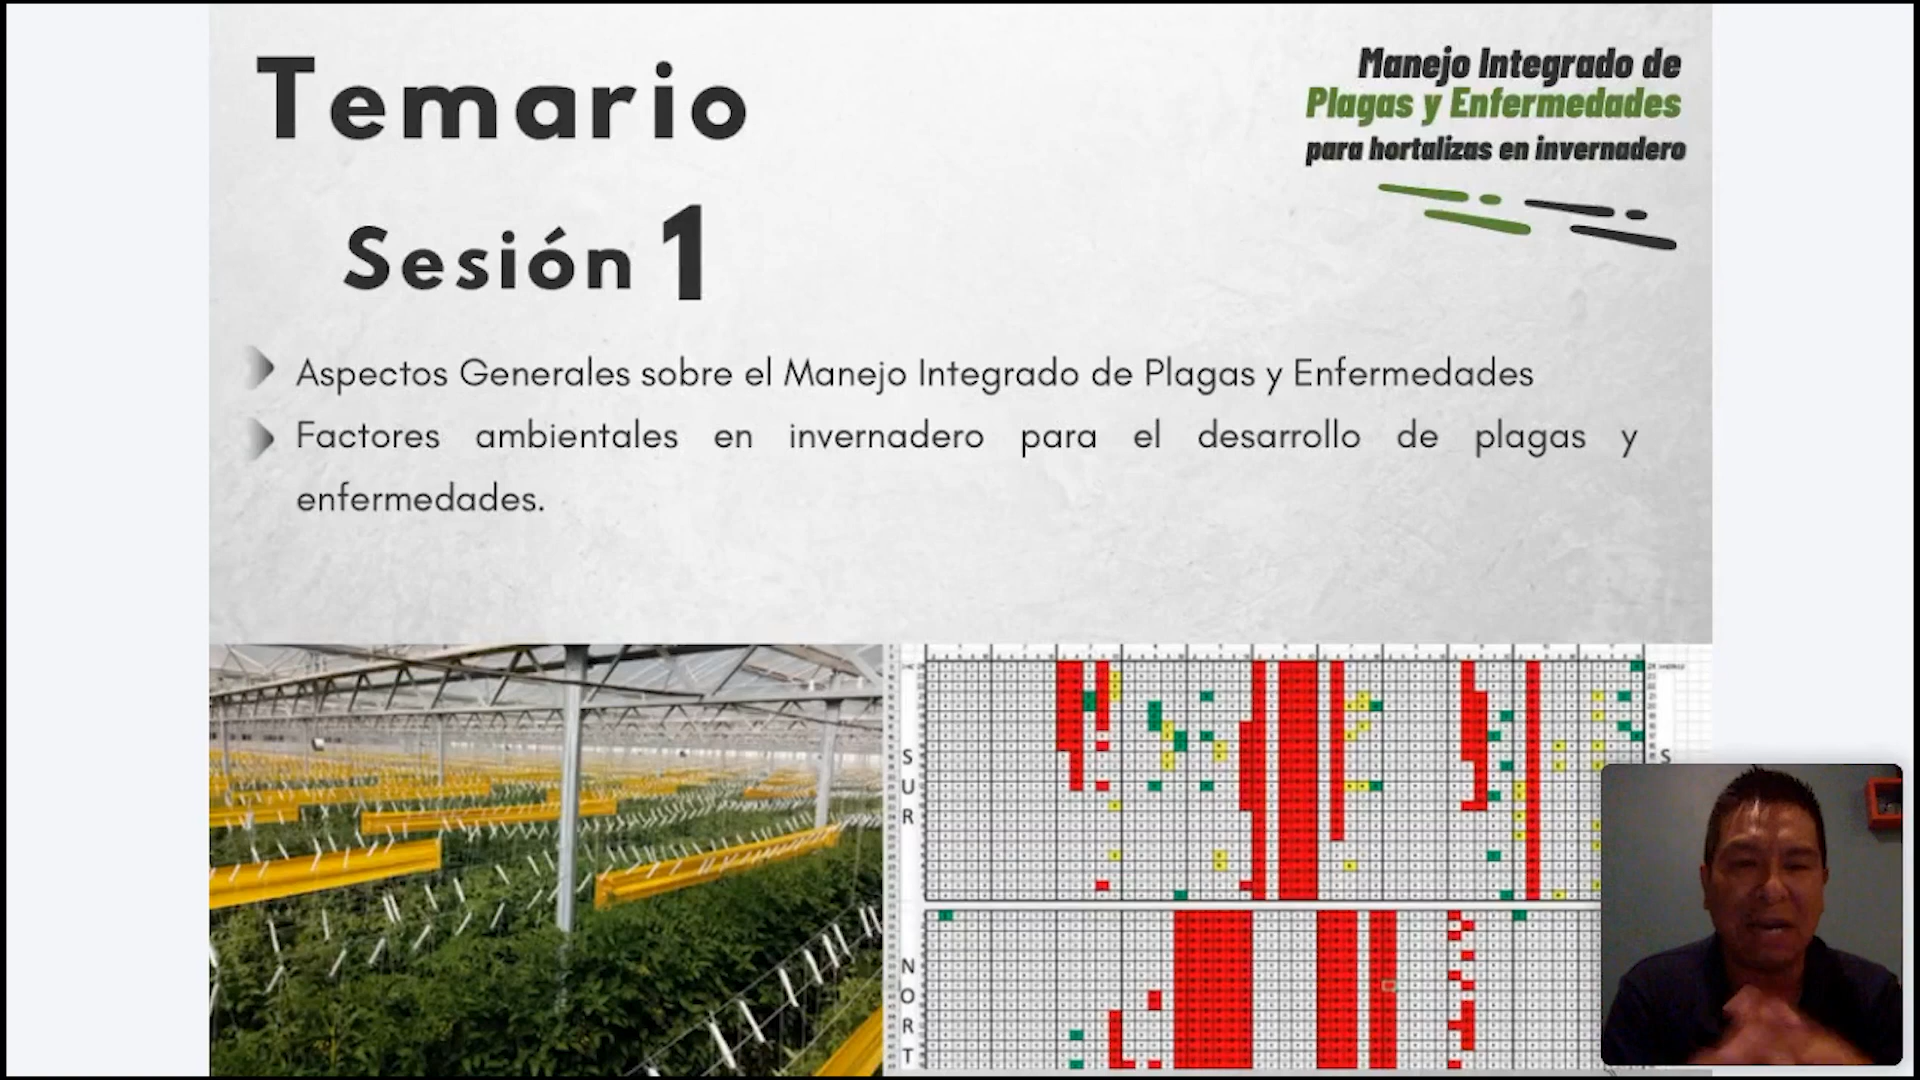 Temario
Sesión 1
Manejo Integrado de
Plagas y Enfermedades
para hortalizas en invernadero
Aspectos Generales sobre el Manejo Integrado de Plagas y Enfermedades
Factores ambientales en invernadero para el desarrollo de plagas y
enfermedades.
S
U
R
S
N
O
R
T